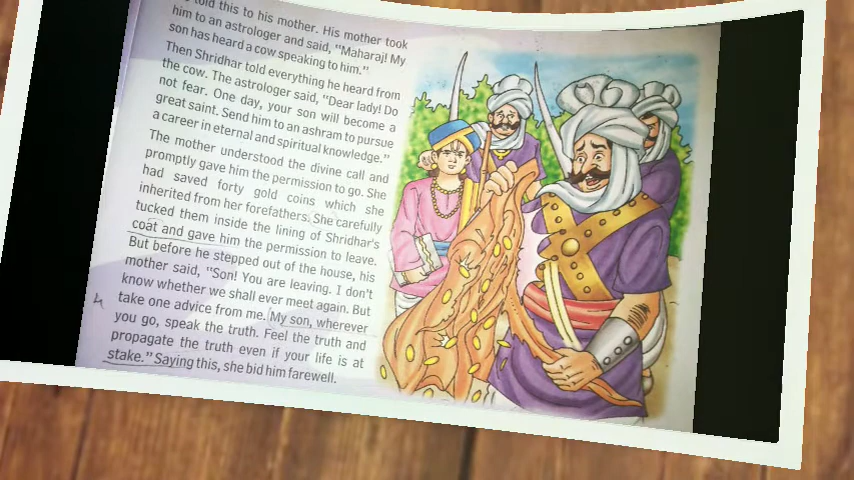 told this to his mother. His mother took
him to an astrologer and said, "Maharaj! My
son has heard a cow speaking to him."
Then Shridhar told everything he heard from
the cow. The astrologer said, "Dear lady! Do
not fear. One day, your son will become a
great saint. Send him to an ashram to pursue
a career in eternal and spiritual knowledge."
The mother understood the divine call and
promptly gave him the permission to go. She
had saved forty gold coins which she
inherited from her forefathers. She carefully
tucked them inside the lining of Shridhar's
coat and gave him the permission to leave.
But before he stepped out of the house, his
mother said, "Son! You are leaving. I don't
know whether we shall ever meet again. But
take one advice from me. My son, wherever
you go, speak the truth. Feel the truth and
propagate the truth even if your life is at
stake." Saying this, she bid him farewell.